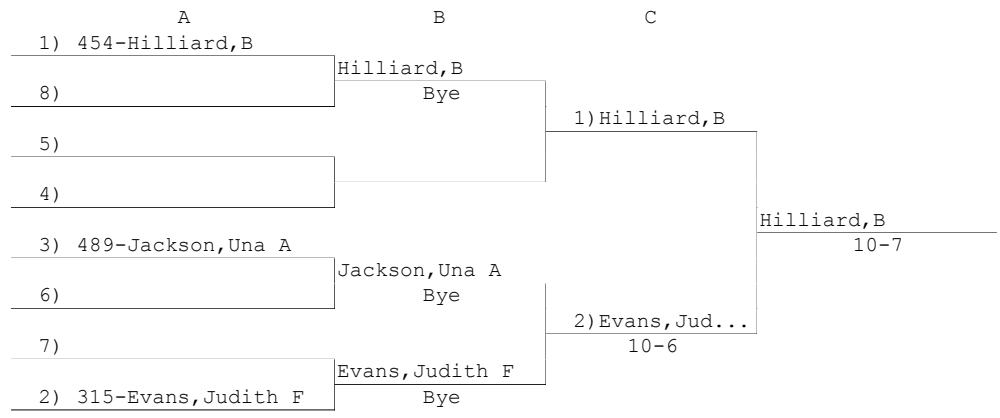 A B C
1) 454-Hilliard,B
Hilliard,B
8) Bye
1)Hilliard,B
5)
4)
Hilliard,B
3) 489-Jackson,Una A 10-7
Jackson,Una A
6) Bye
2)Evans,Jud...
7) 10-6
Evans,Judith F
2) 315-Evans,Judith F Bye